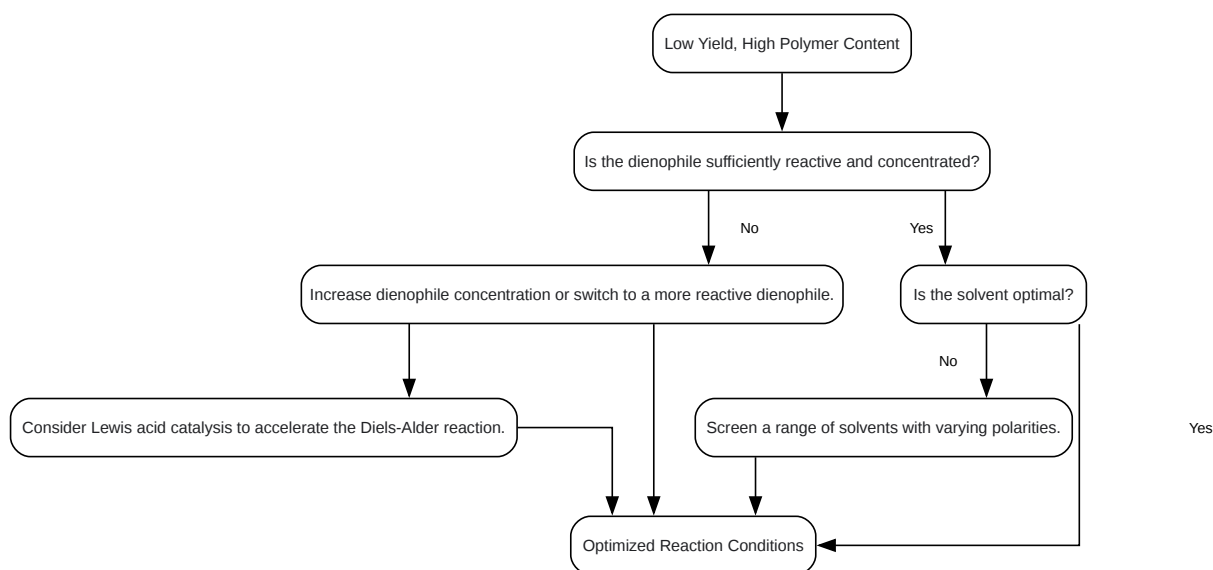 Low Yield, High Polymer Content
Is the dienophile sufficiently reactive and concentrated?
No
Yes
Increase dienophile concentration or switch to a more reactive dienophile.
Is the solvent optimal?
No
Consider Lewis acid catalysis to accelerate the Diels-Alder reaction.
Screen a range of solvents with varying polarities.
Yes
Optimized Reaction Conditions